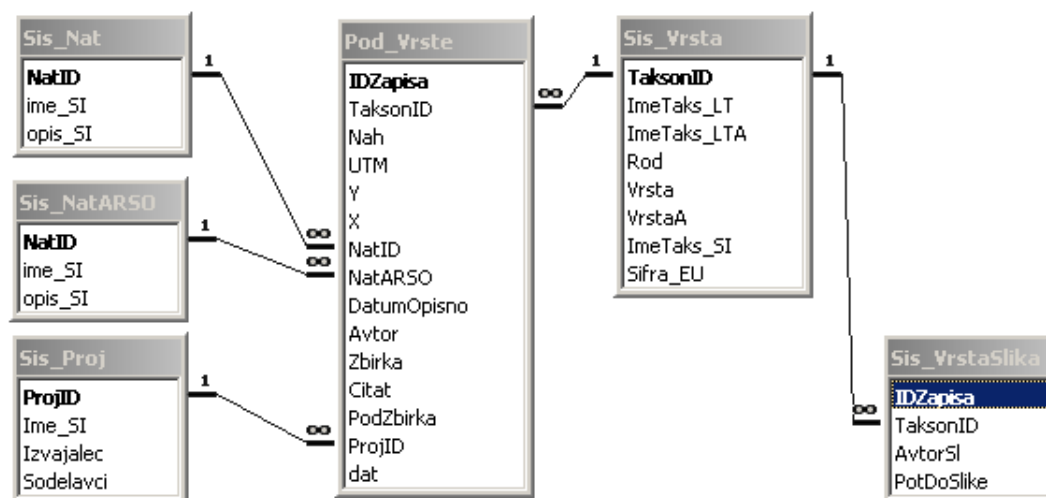 Sis_Nat
NatID
ime_SI
opis_SI
1
Sis_NatARSO
NatID
ime_SI
opis_SI
1
Sis_Proj
ProjID
Ime_SI
Izvajalec
Sodelavci
1
Pod_Vrste
IDZapisa
TaksonID
Nah
UTM
Y
X
NatID
NatARSO
DatumOpisno
Avtor
Zbirka
Citat
PodZbirka
ProjID
dat
∞
∞
∞
∞
1
Sis_Vrsta
TaksonID
ImeTaks_LT
ImeTaks_LTA
Rod
Vrsta
VrstaA
ImeTaks_SI
Sifra_EU
1
∞
Sis_VrstaSlika
IDZapisa
TaksonID
AvtorSl
PotDoSlike